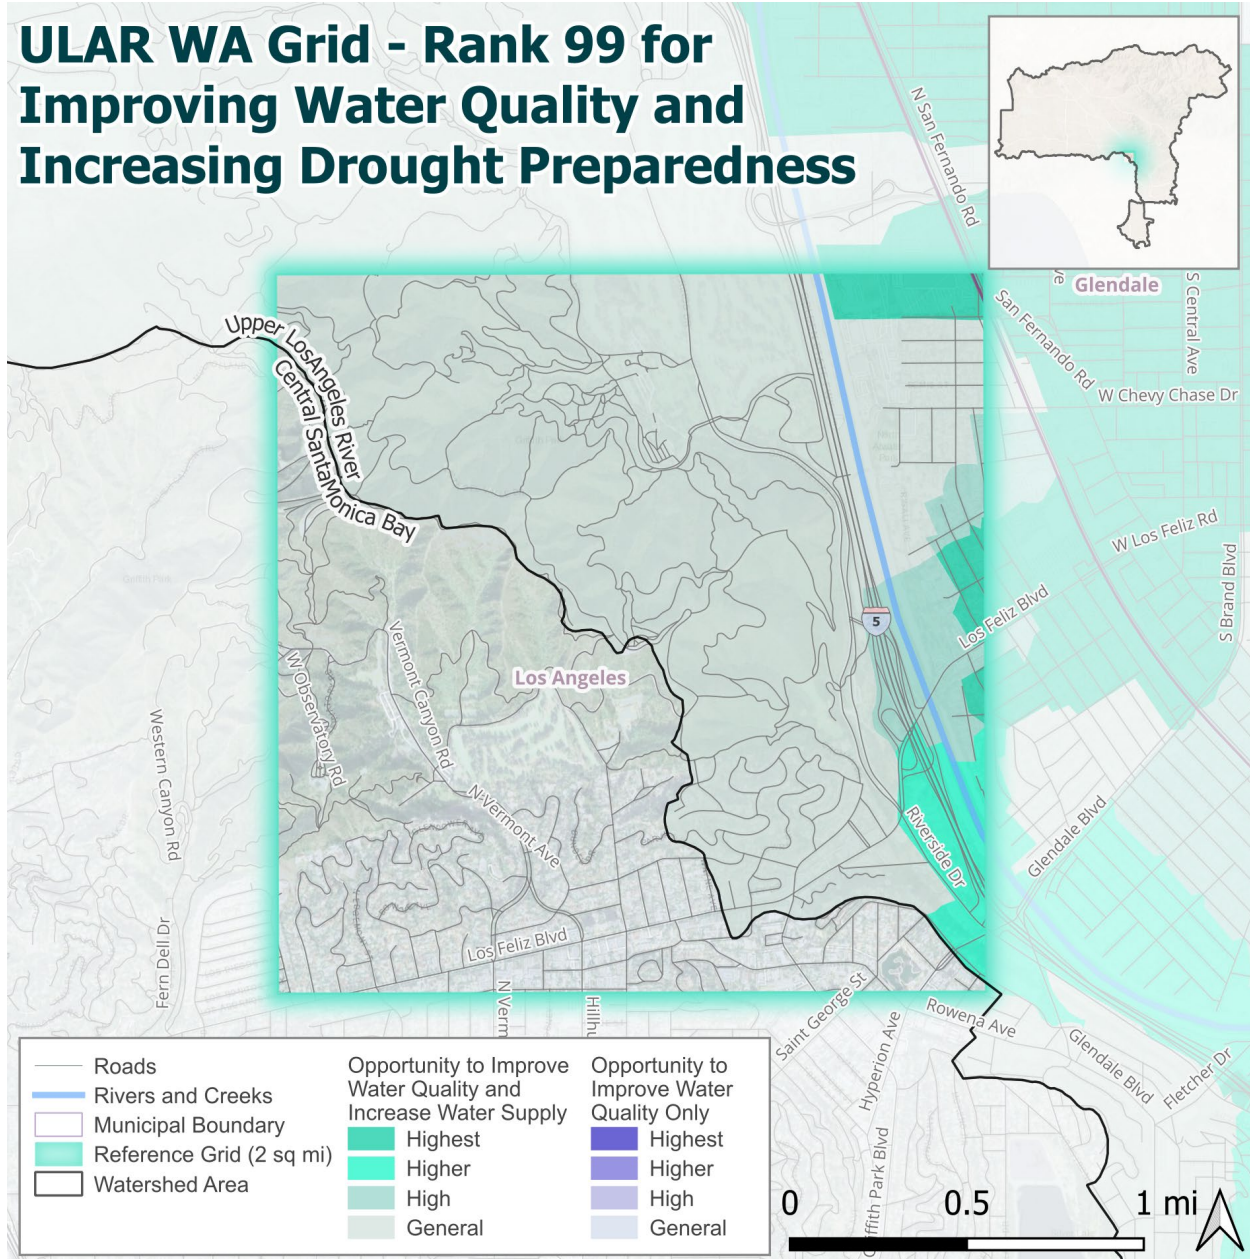 ULAR WA Grid - Rank 99 for
Improving Water Quality and
Increasing Drought Preparedness
N San Fernando Rd
Glendale
S Central Ave
San Fernando Rd
W Chevy Chase Dr
Upper LosAngeles River
Central SantaMonica Bay
W Los Feliz Rd
S Brand Blvd
Los Feliz Blvd
5
Griffith Park
Los Angeles
Vermont Canyon Rd
W Observatory Rd
Western Canyon Rd
N Vermont Ave
Glendale Blvd
Riverside Dr
Fern Dell Dr
Los Feliz Blvd
N Verm
Hillhu
Saint George St
Rowena Ave
Hyperion Ave
Glendale Blvd
Fletcher Dr
Griffith Park Blvd
Roads
Rivers and Creeks
Municipal Boundary
Reference Grid (2 sq mi)
Watershed Area
Opportunity to Improve
Water Quality and
Increase Water Supply
Highest
Higher
High
General
Opportunity to
Improve Water
Quality Only
Highest
Higher
High
General
0 0.5 1 mi